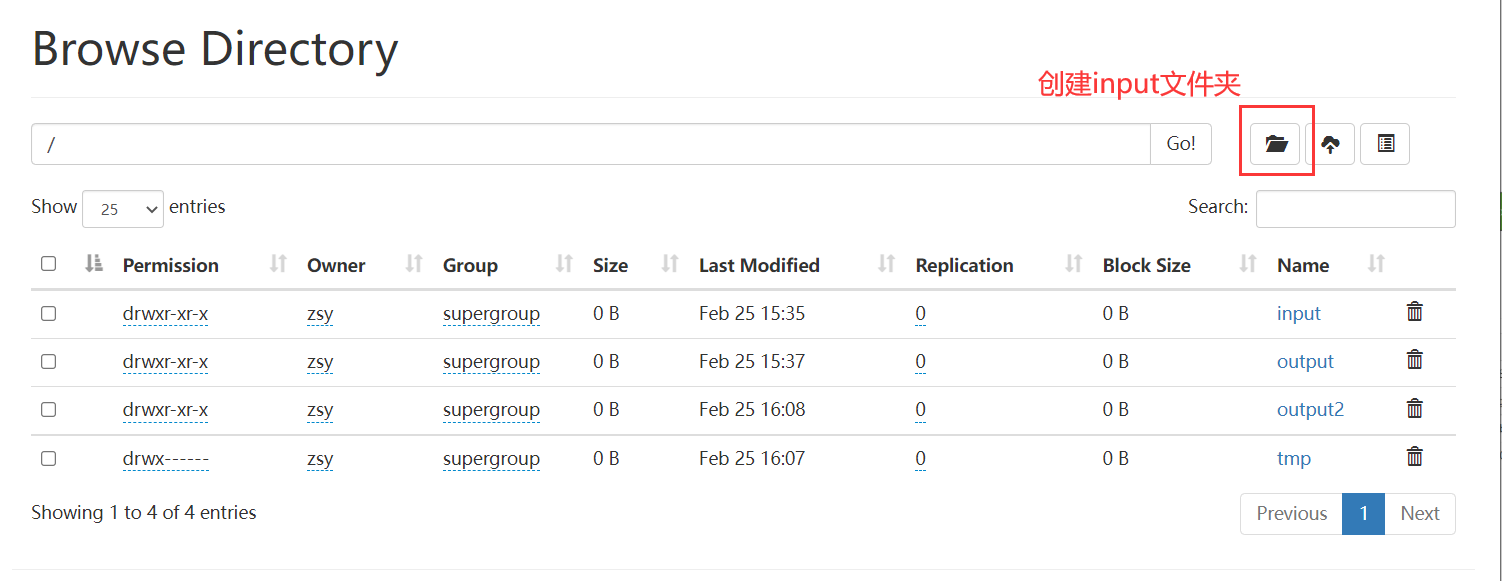 Browse Directory
创建input文件夹
/ Go!
Show 25 entries Search:
Permission Owner Group Size Last Modified Replication Block Size Name
drwxr-xr-x zsy supergroup 0 B Feb 25 15:35 0 0 B input
drwxr-xr-x zsy supergroup 0 B Feb 25 15:37 0 0 B output
drwxr-xr-x zsy supergroup 0 B Feb 25 16:08 0 0 B output2
drwx------ zsy supergroup 0 B Feb 25 16:07 0 0 B tmp
Showing 1 to 4 of 4 entries Previous 1 Next